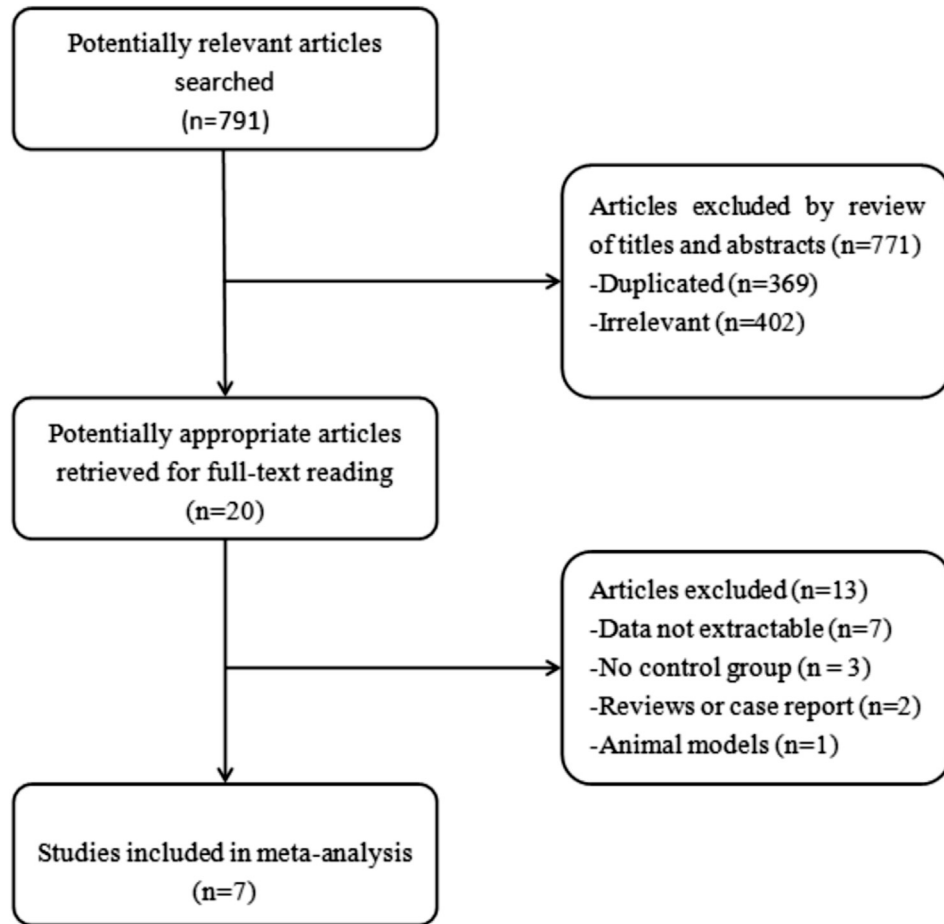 Potentially relevant articles
searched
(n=791)
Articles excluded by review
of titles and abstracts (n=771)
-Duplicated (n=369)
-Irrelevant (n=402)
Potentially appropriate articles
retrieved for full-text reading
(n=20)
Articles excluded (n=13)
-Data not extractable (n=7)
-No control group (n = 3)
-Reviews or case report (n=2)
-Animal models (n=1)
Studies included in meta-analysis
(n=7)